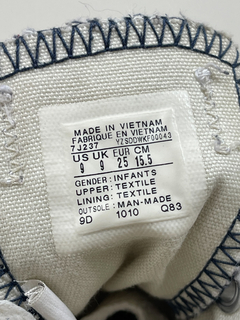 MADE IN VIETNAM
FABRIQUE EN VIETNAM
7J237 YZSDDWKF00043
US UK EUR CM
9 9 25 15.5
GENDER: INFANTS
UPPER: TEXTILE
LINING: TEXTILE
OUTSOLE: MAN-MADE
9D 1010 Q83